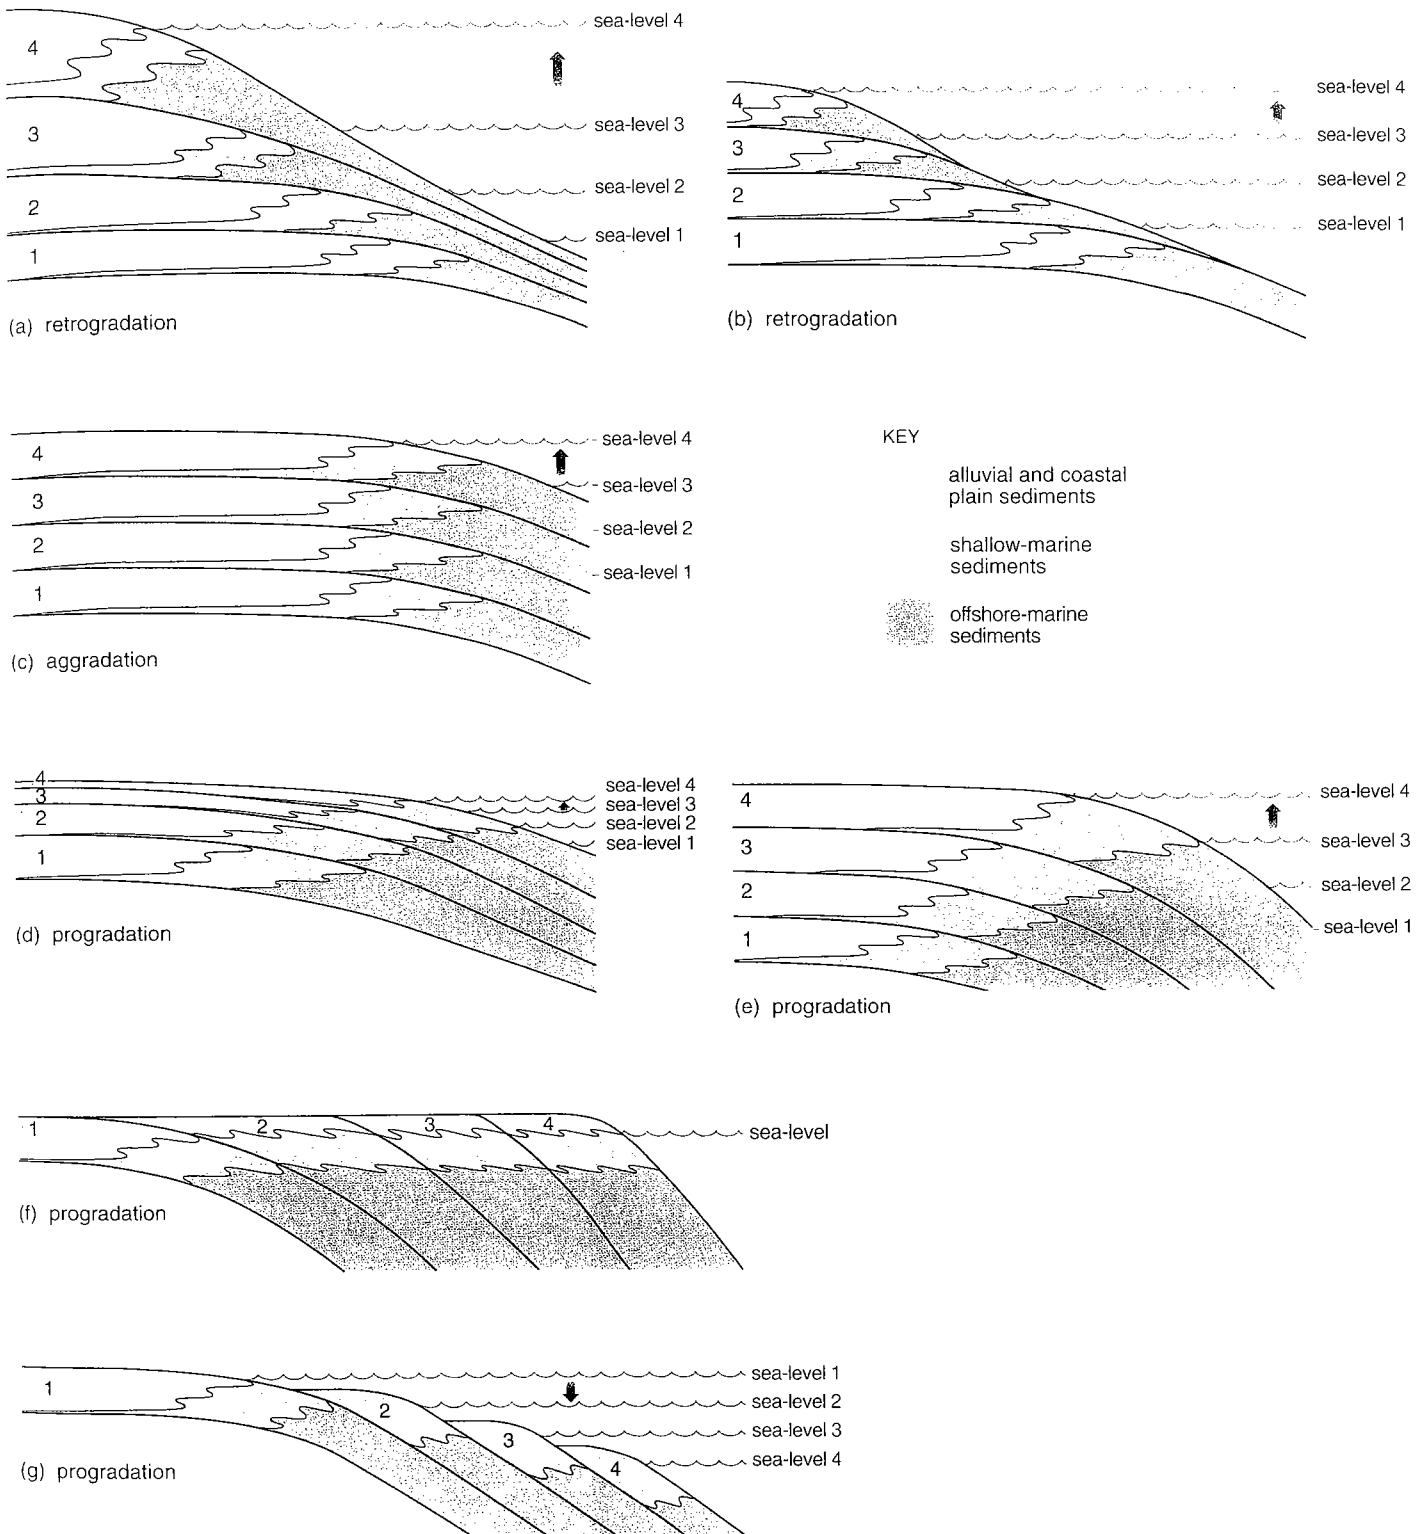 4
3
2
1
sea-level 4
sea-level 3
sea-level 2
sea-level 1
(a) retrogradation
4
3
2
1
sea-level 4
sea-level 3
sea-level 2
sea-level 1
(b) retrogradation
4
3
2
1
sea-level 4
sea-level 3
sea-level 2
sea-level 1
(c) aggradation
KEY
alluvial and coastal
plain sediments
shallow-marine
sediments
offshore-marine
sediments
4
3
2
1
sea-level 4
sea-level 3
sea-level 2
sea-level 1
(d) progradation
4
3
2
1
sea-level 4
sea-level 3
sea-level 2
sea-level 1
(e) progradation
1
2
3
4
sea-level
(f) progradation
1
2
3
4
sea-level 1
sea-level 2
sea-level 3
sea-level 4
(g) progradation